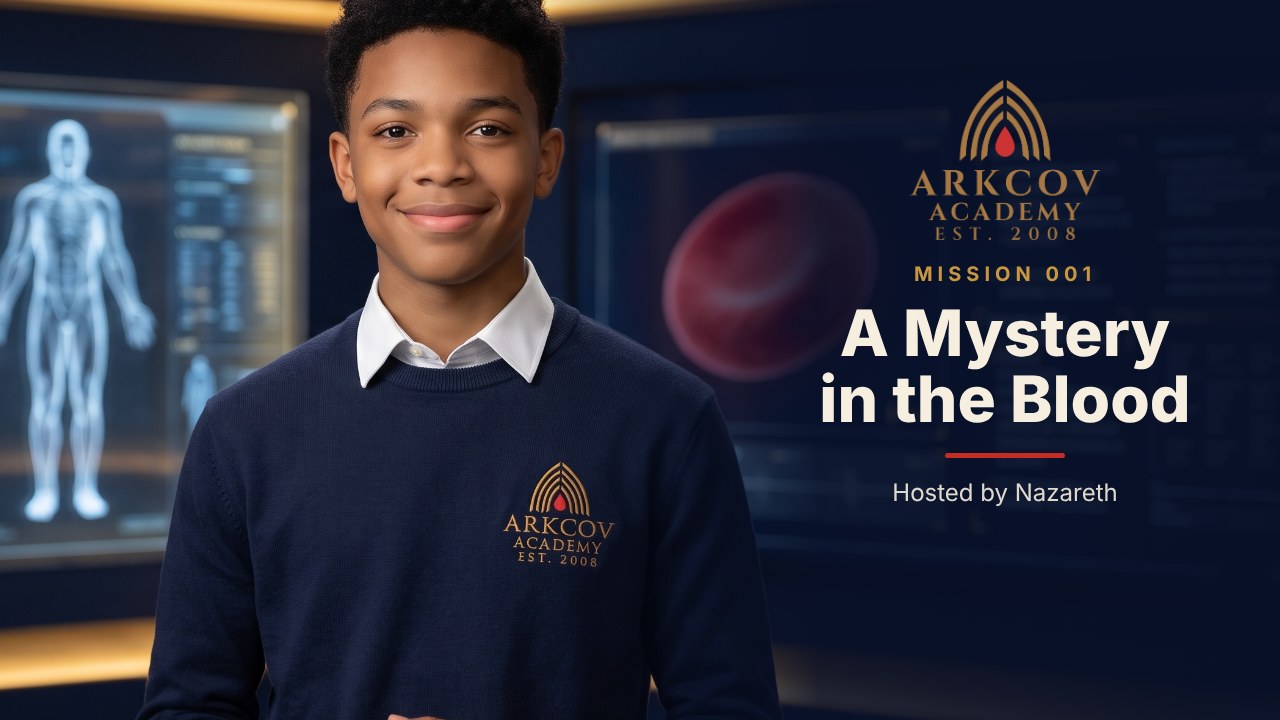 ARKCOV
ACADEMY
EST. 2008
MISSION 001
A Mystery
in the Blood
Hosted by Nazareth
ARKCOV
ACADEMY
EST. 2008